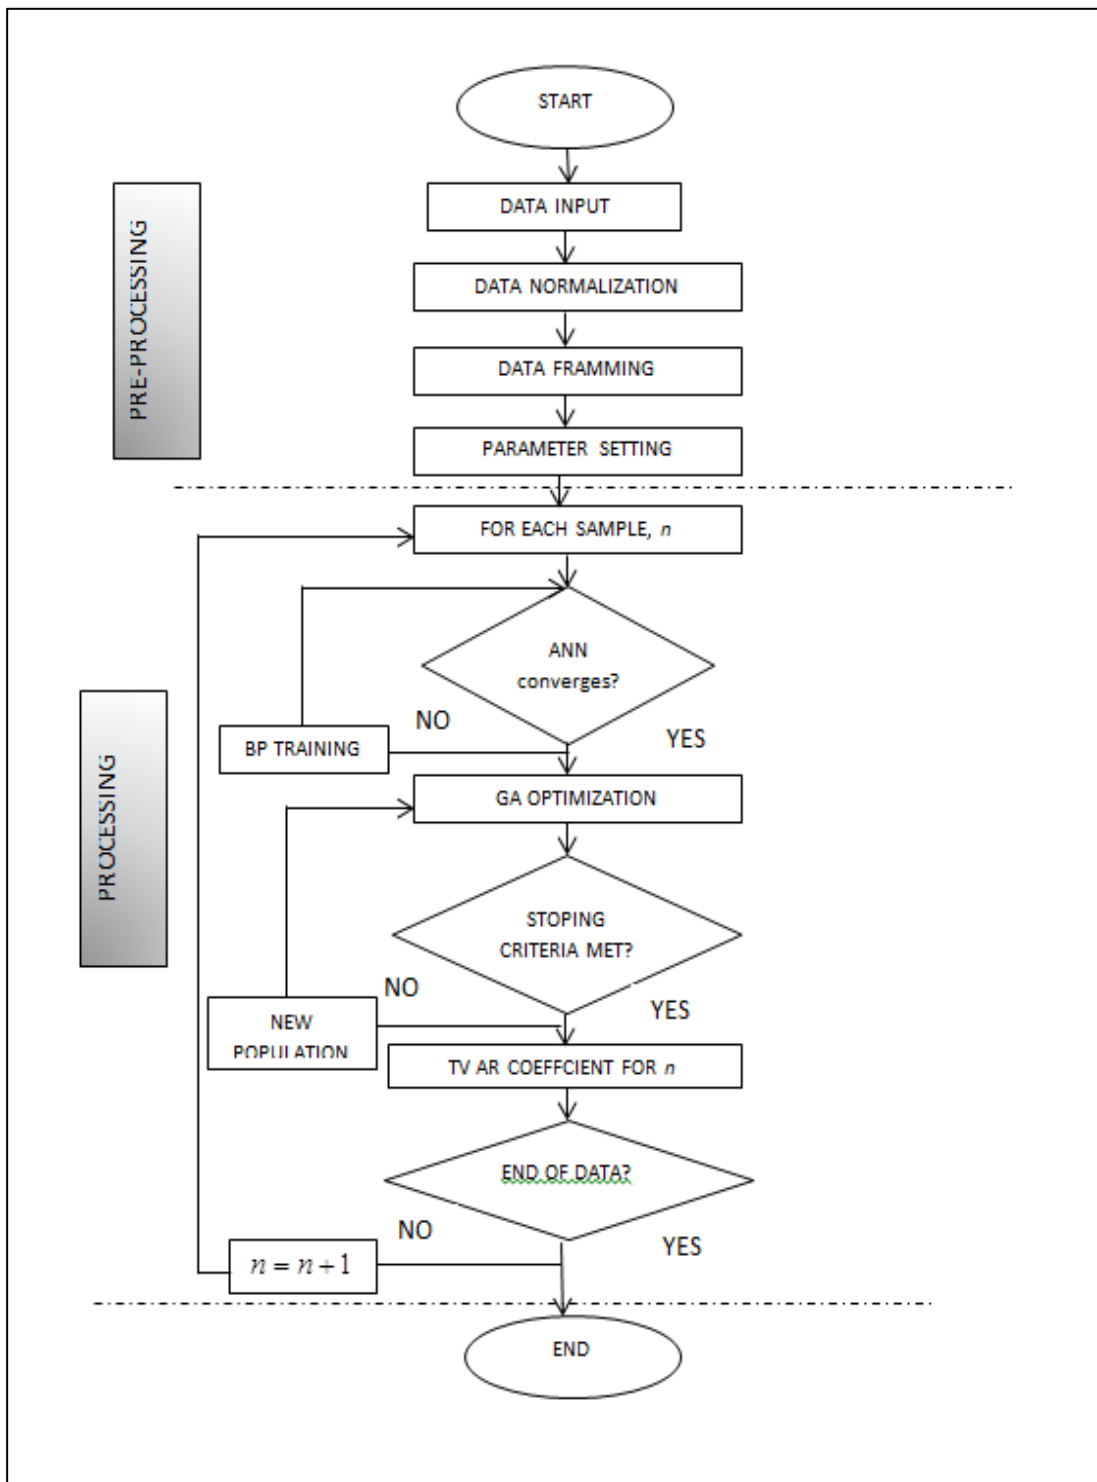 START
DATA INPUT
DATA NORMALIZATION
DATA FRAMMING
PARAMETER SETTING
PRE-PROCESSING
FOR EACH SAMPLE, n
ANN
converges?
NO
YES
BP TRAINING
GA OPTIMIZATION
PROCESSING
STOPING
CRITERIA MET?
NO
YES
NEW
POPULATION
TV AR COEFFCIENT FOR n
END OF DATA?
NO
YES
n = n + 1
END